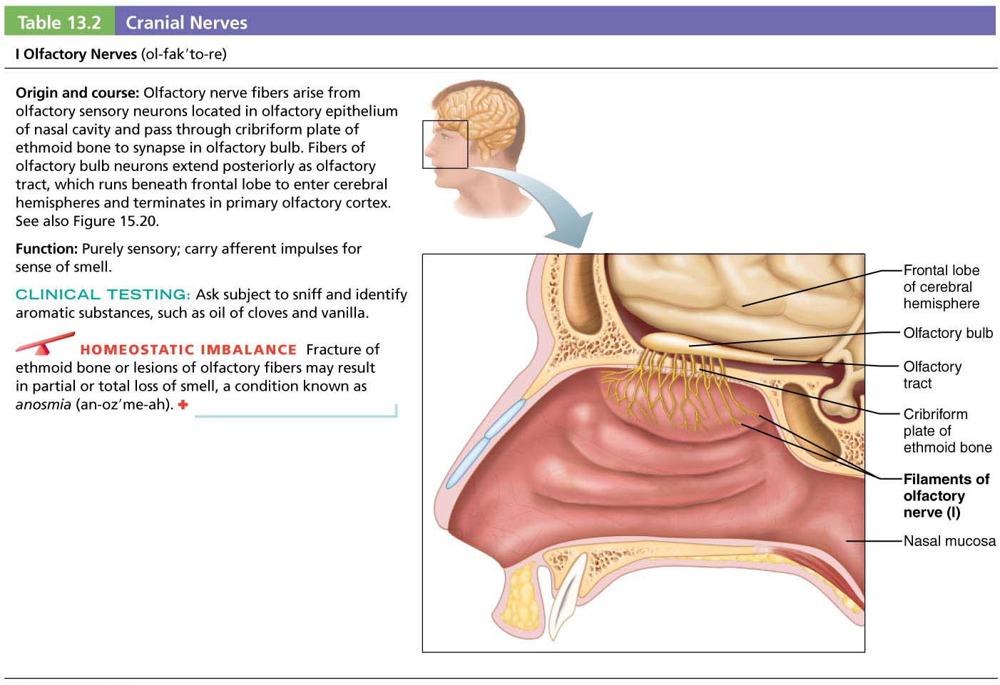 Table 13.2 Cranial Nerves
I Olfactory Nerves (ol-fak′to-re)
Origin and course: Olfactory nerve fibers arise from
olfactory sensory neurons located in olfactory epithelium
of nasal cavity and pass through cribriform plate of
ethmoid bone to synapse in olfactory bulb. Fibers of
olfactory bulb neurons extend posteriorly as olfactory
tract, which runs beneath frontal lobe to enter cerebral
hemispheres and terminates in primary olfactory cortex.
See also Figure 15.20.
Function: Purely sensory; carry afferent impulses for
sense of smell.
CLINICAL TESTING: Ask subject to sniff and identify
aromatic substances, such as oil of cloves and vanilla.
HOMEOSTATIC IMBALANCE Fracture of
ethmoid bone or lesions of olfactory fibers may result
in partial or total loss of smell, a condition known as
anosmia (an-oz′me-ah).
Frontal lobe
of cerebral
hemisphere
Olfactory bulb
Olfactory
tract
Cribriform
plate of
ethmoid bone
Filaments of
olfactory
nerve (I)
Nasal mucosa